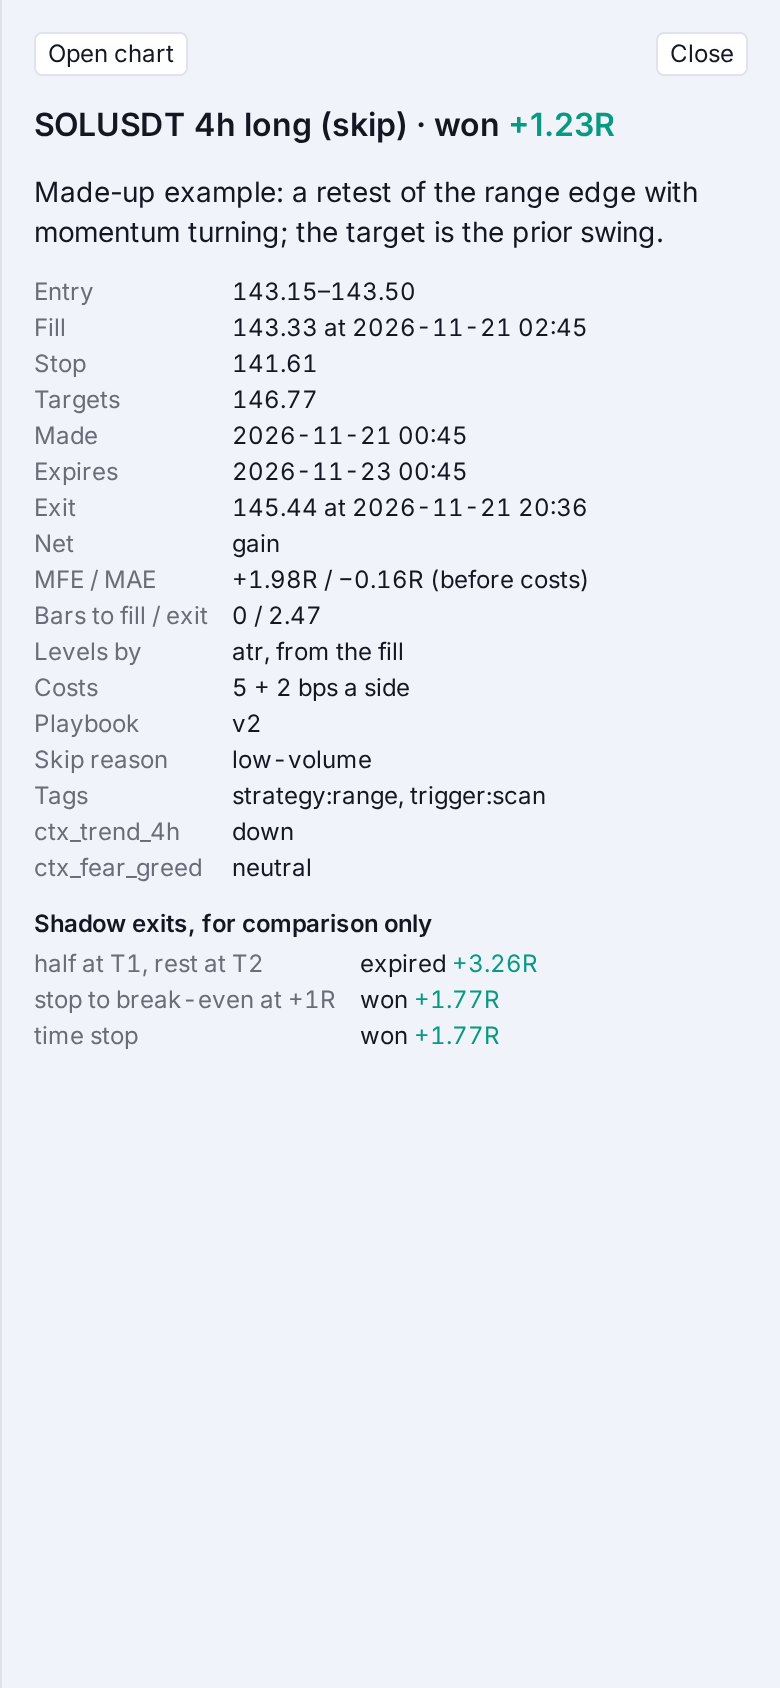 Open chart
Close
SOLUSDT 4h long (skip) · won +1.23R
Made-up example: a retest of the range edge with
momentum turning; the target is the prior swing.
Entry 143.15–143.50
Fill 143.33 at 2026-11-21 02:45
Stop 141.61
Targets 146.77
Made 2026-11-21 00:45
Expires 2026-11-23 00:45
Exit 145.44 at 2026-11-21 20:36
Net gain
MFE / MAE +1.98R / −0.16R (before costs)
Bars to fill / exit 0 / 2.47
Levels by atr, from the fill
Costs 5 + 2 bps a side
Playbook v2
Skip reason low-volume
Tags strategy:range, trigger:scan
ctx_trend_4h down
ctx_fear_greed neutral
Shadow exits, for comparison only
half at T1, rest at T2 expired +3.26R
stop to break-even at +1R won +1.77R
time stop won +1.77R